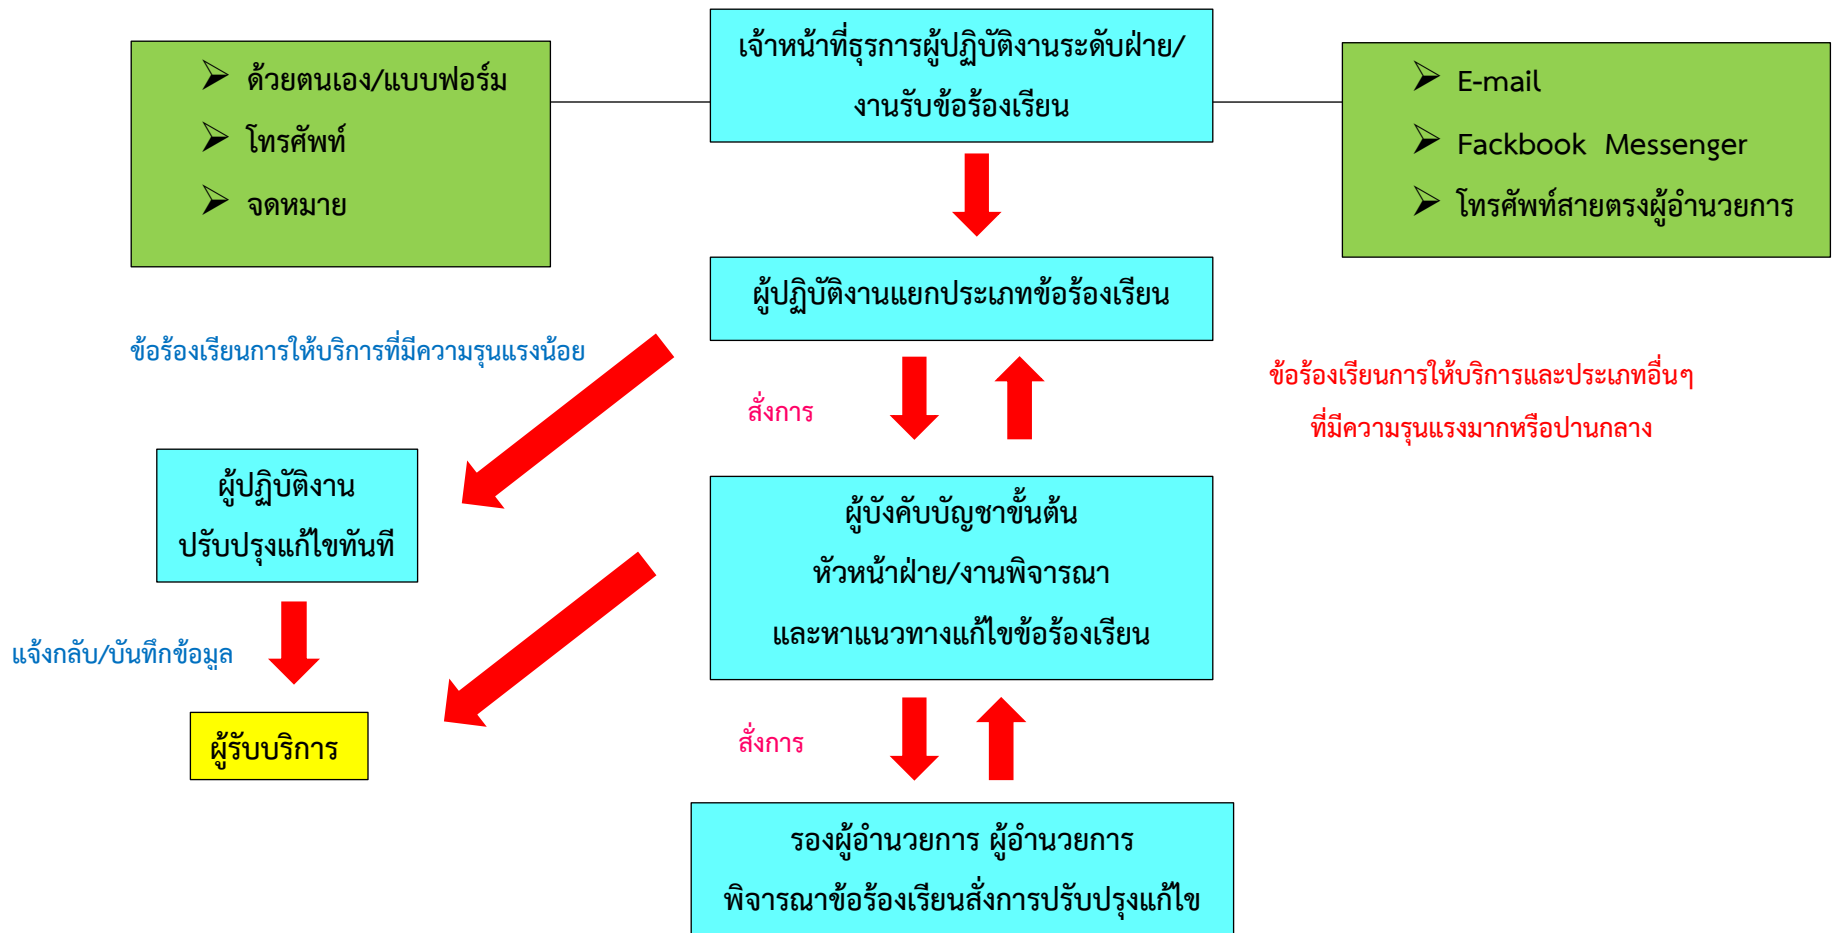 เจ้าหน้าที่ธุรการผู้ปฏิบัติงานระดับฝ่าย/
งานรับข้อร้องเรียน
ด้วยตนเอง/แบบฟอร์ม
โทรศัพท์
จดหมาย
E-mail
Fackbook Messenger
โทรศัพท์สายตรงผู้อำนวยการ
ผู้ปฏิบัติงานแยกประเภทข้อร้องเรียน
ข้อร้องเรียนการให้บริการที่มีความรุนแรงน้อย
ข้อร้องเรียนการให้บริการและประเภทอื่นๆ
ที่มีความรุนแรงมากหรือปานกลาง
สั่งการ
ผู้ปฏิบัติงาน
ปรับปรุงแก้ไขทันที
ผู้บังคับบัญชาขั้นต้น
หัวหน้าฝ่าย/งานพิจารณา
และหาแนวทางแก้ไขข้อร้องเรียน
แจ้งกลับ/บันทึกข้อมูล
ผู้รับบริการ
สั่งการ
รองผู้อำนวยการ ผู้อำนวยการ
พิจารณาข้อร้องเรียนสั่งการปรับปรุงแก้ไข